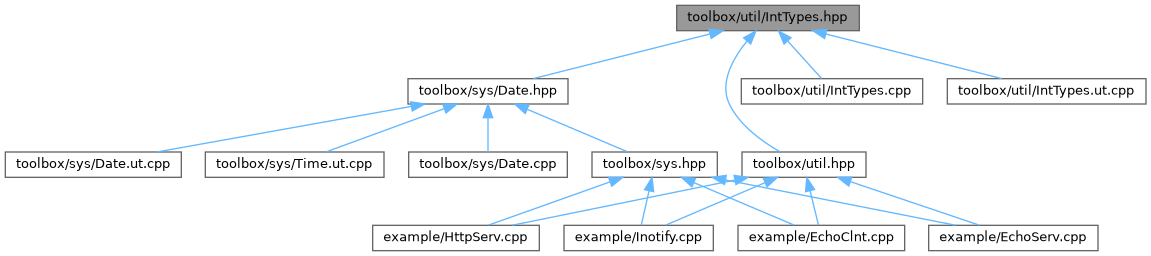 toolbox/util/IntTypes.hpp
toolbox/sys/Date.hpp
toolbox/util/IntTypes.cpp
toolbox/util/IntTypes.ut.cpp
toolbox/sys/Date.ut.cpp
toolbox/sys/Time.ut.cpp
toolbox/sys/Date.cpp
toolbox/sys.hpp
toolbox/util.hpp
example/HttpServ.cpp
example/Inotify.cpp
example/EchoClnt.cpp
example/EchoServ.cpp